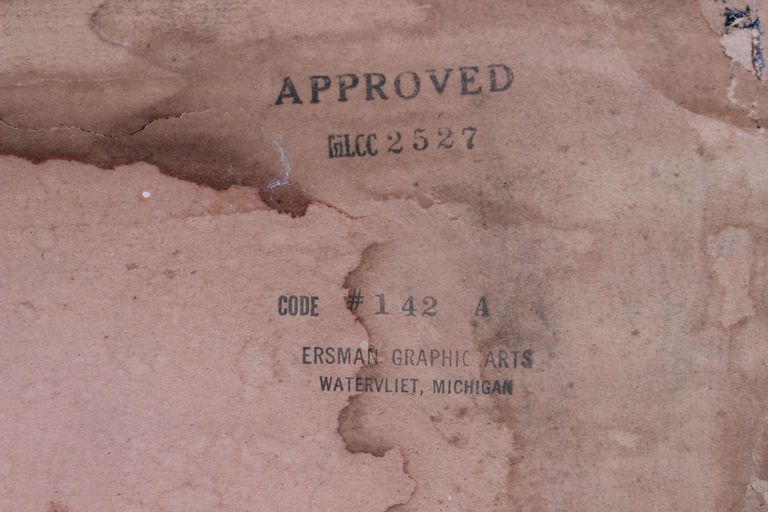 APPROVED
MLCC 2527
CODE #142 A
ERSMAN GRAPHIC ARTS
WATERVLIET, MICHIGAN